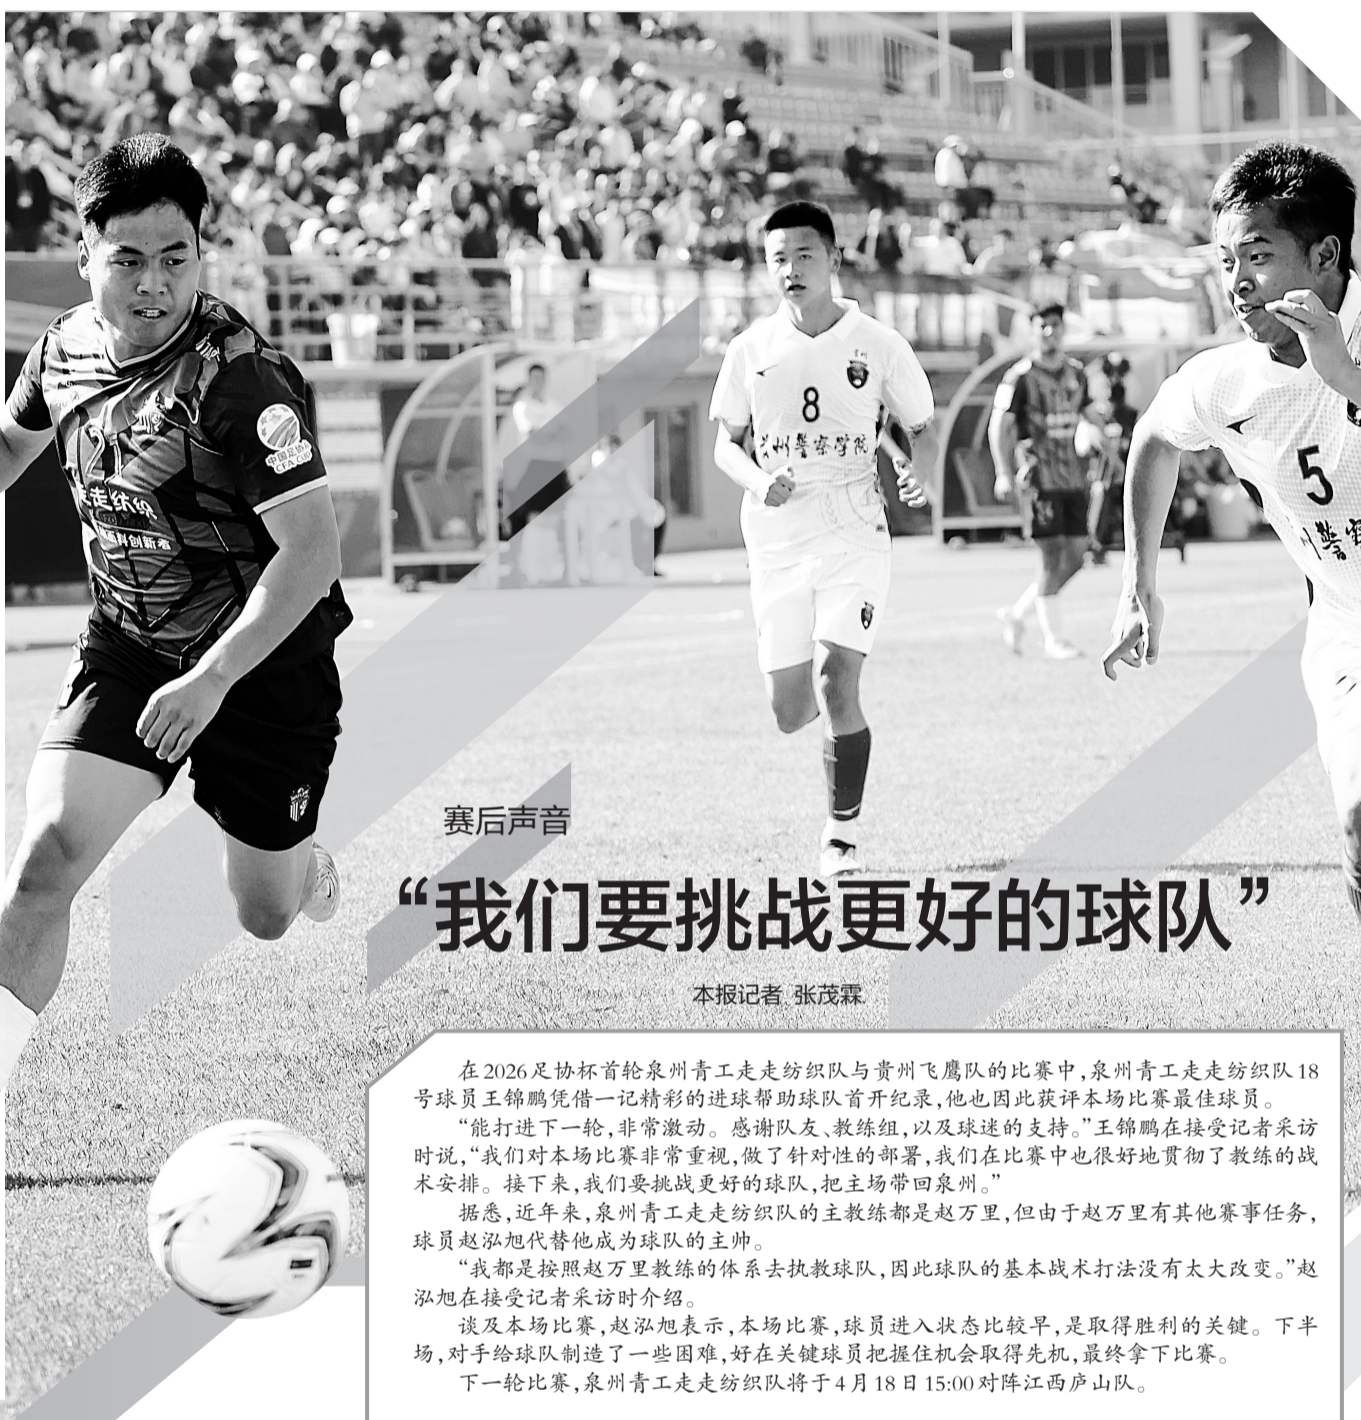 中国足协杯
CFA CUP
21
走走纺织
科创新者
贵州
8
贵州警察学院
5
州警察
赛后声音
“我们要挑战更好的球队”
本报记者 张茂霖
在2026足协杯首轮泉州青工走走纺织队与贵州飞鹰队的比赛中,泉州青工走走纺织队18
号球员王锦鹏凭借一记精彩的进球帮助球队首开纪录,他也因此获评本场比赛最佳球员。
“能打进下一轮,非常激动。感谢队友、教练组,以及球迷的支持。”王锦鹏在接受记者采访
时说,“我们对本场比赛非常重视,做了针对性的部署,我们在比赛中也很好地贯彻了教练的战
术安排。接下来,我们要挑战更好的球队,把主场带回泉州。”
据悉,近年来,泉州青工走走纺织队的主教练都是赵万里,但由于赵万里有其他赛事任务,
球员赵泓旭代替他成为球队的主帅。
“我都是按照赵万里教练的体系去执教球队,因此球队的基本战术打法没有太大改变。”赵
泓旭在接受记者采访时介绍。
谈及本场比赛,赵泓旭表示,本场比赛,球员进入状态比较早,是取得胜利的关键。下半
场,对手给球队制造了一些困难,好在关键球员把握住机会取得先机,最终拿下比赛。
下一轮比赛,泉州青工走走纺织队将于4月18日15:00对阵江西庐山队。